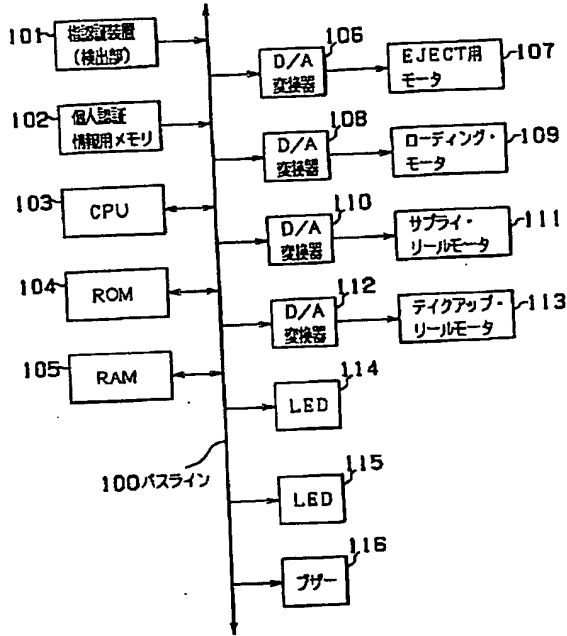 101
指認証装置
(検出部)
102
個人認証
情報用メモリ
103
CPU
104
ROM
105
RAM
100バスライン
106
D/A
変換器
107
EJECT用
モータ
108
D/A
変換器
109
ローディング・
モータ
110
D/A
変換器
111
サプライ・
リールモータ
112
D/A
変換器
113
テイクアップ・
リールモータ
114
LED
115
LED
116
ブザー